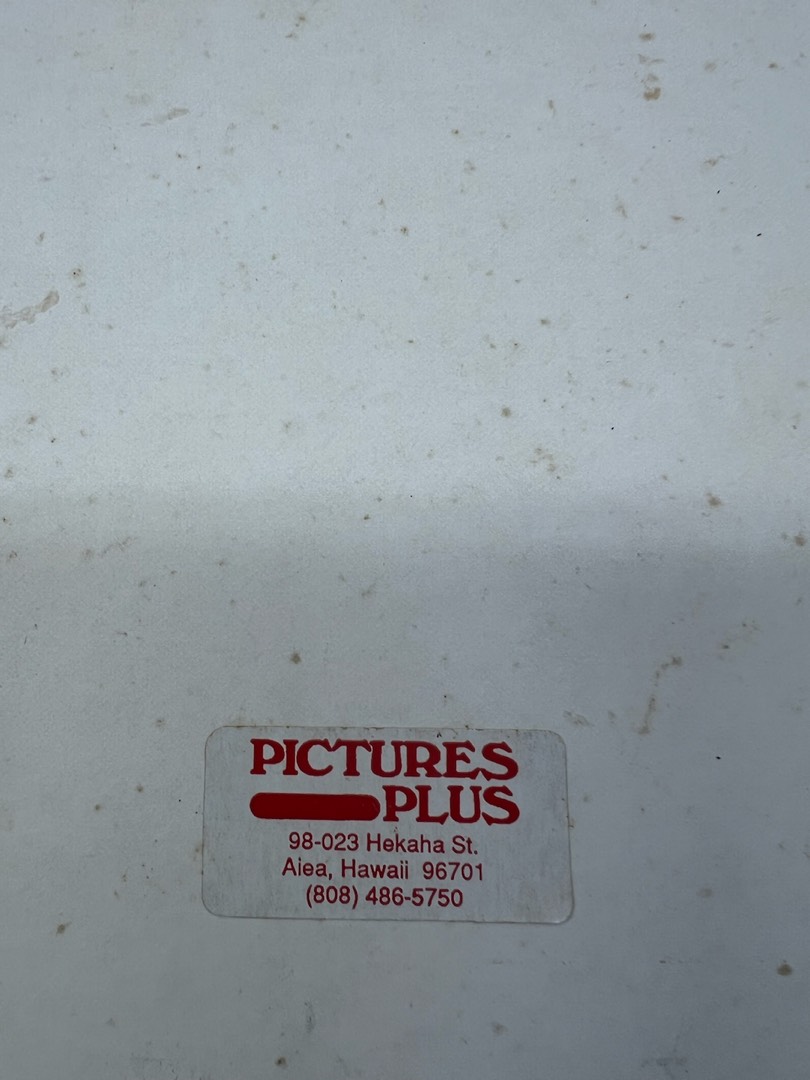 PICTURES
PLUS
98-023 Hekaha St.
Aiea, Hawaii 96701
(808) 486-5750